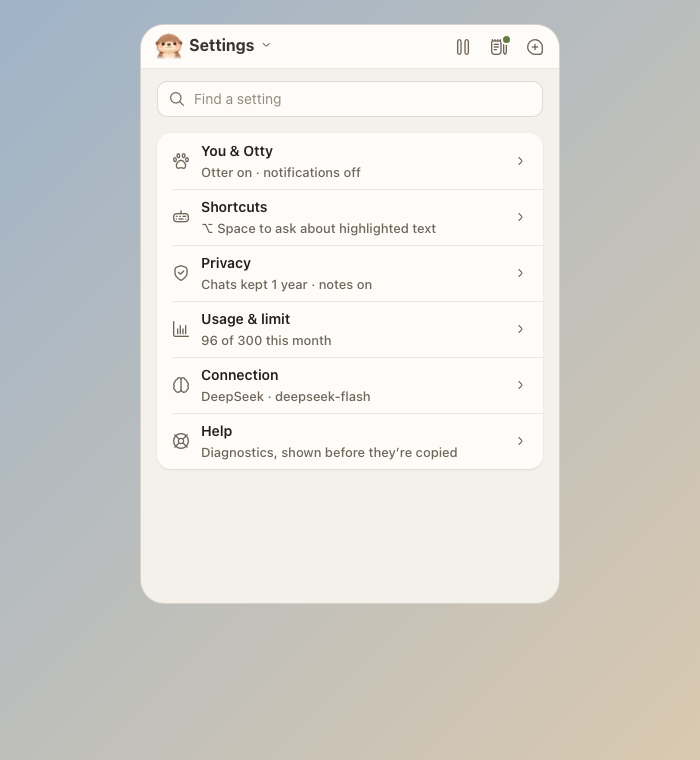 Settings
Find a setting
You & Otty
Otter on · notifications off
Shortcuts
⌥ Space to ask about highlighted text
Privacy
Chats kept 1 year · notes on
Usage & limit
96 of 300 this month
Connection
DeepSeek · deepseek-flash
Help
Diagnostics, shown before they’re copied